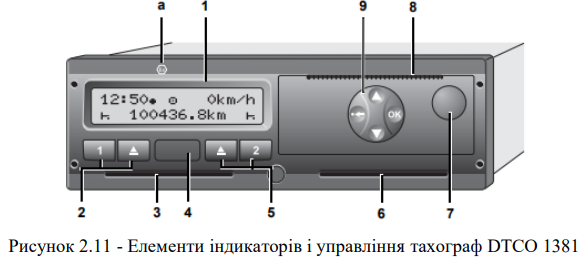 a 1 9 8
12:50 0km/h
100436.8km
1 2
OK
2 3 4 5 6 7
Рисунок 2.11 - Елементи індикаторів і управління тахограф DTCO 1381